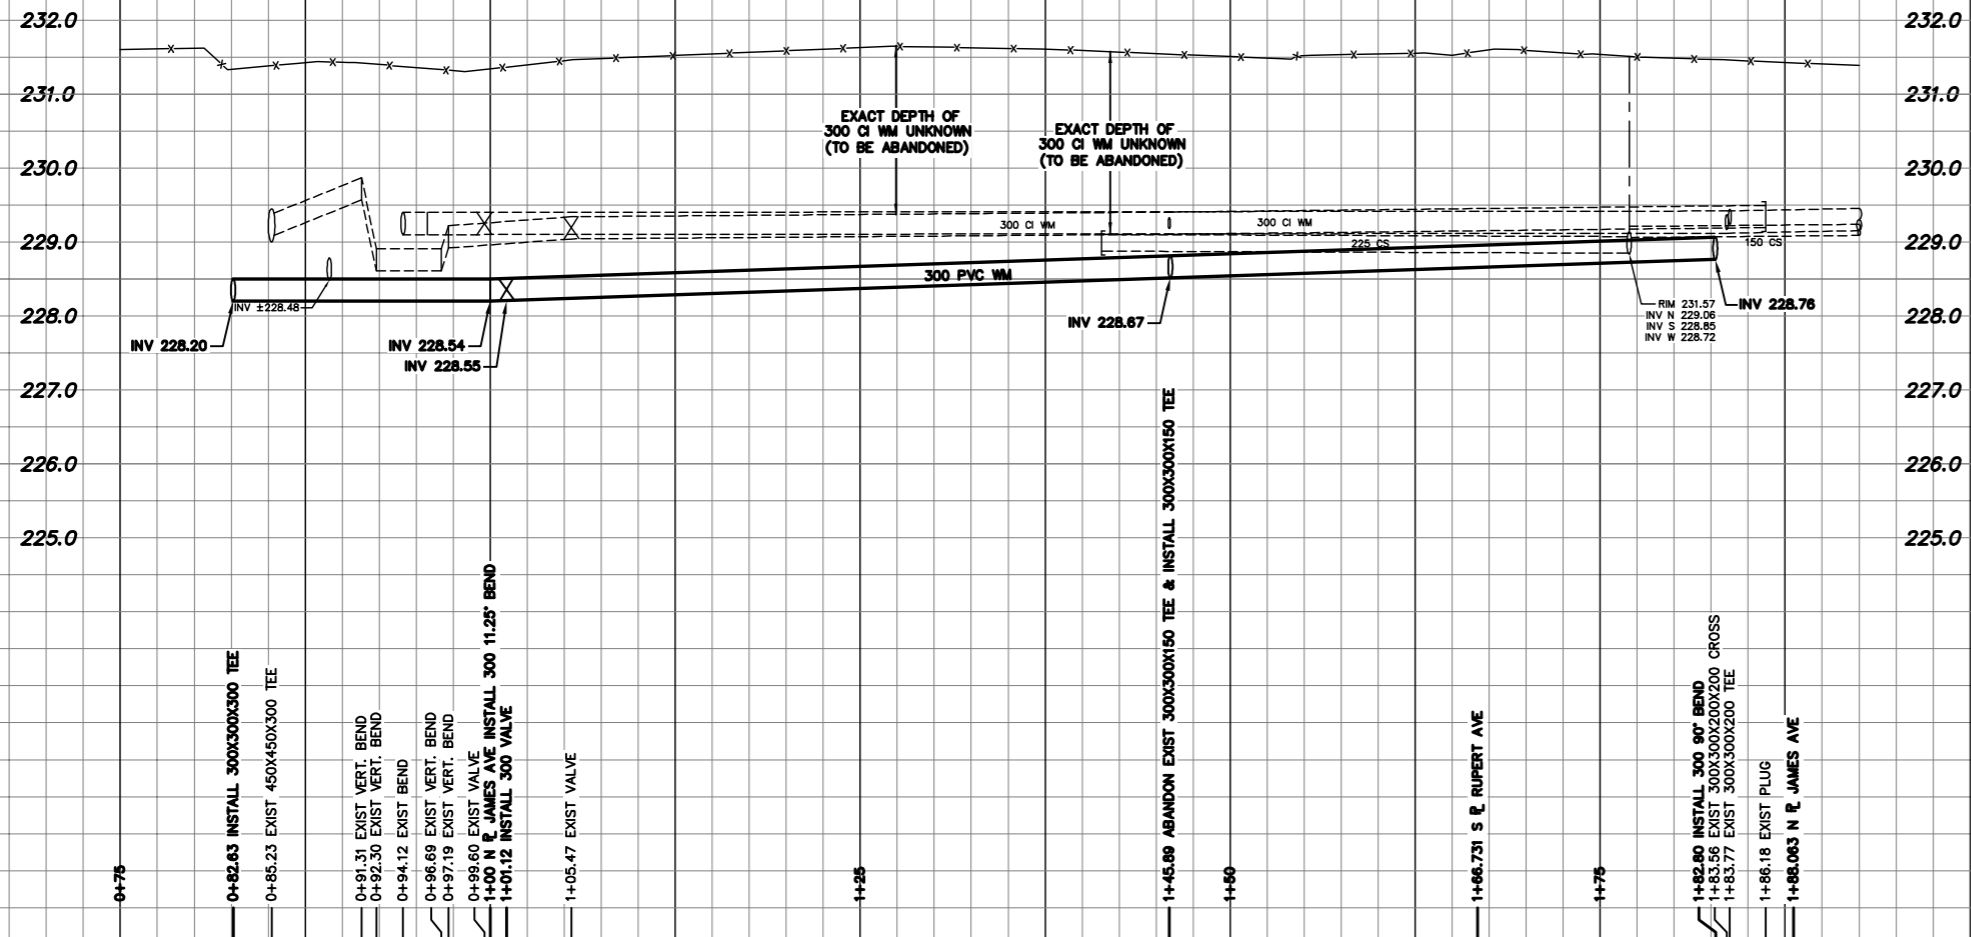 232.0
232.0
231.0
231.0
EXACT DEPTH OF
300 CI WM UNKNOWN
(TO BE ABANDONED)
EXACT DEPTH OF
300 CI WM UNKNOWN
(TO BE ABANDONED)
230.0
230.0
300 CI WM
300 CI WM
229.0
225 CS
150 CS
229.0
300 PVC WM
INV ±228.48
RIM 231.57
INV N 229.06
INV S 228.85
INV W 228.72
INV 228.76
228.0
228.0
INV 228.67
INV 228.20
INV 228.54
INV 228.55
227.0
227.0
226.0
226.0
225.0
225.0
0+75
0+82.63 INSTALL 300X300X300 TEE
0+85.23 EXIST 450X450X300 TEE
0+91.31 EXIST VERT. BEND
0+92.30 EXIST VERT. BEND
0+94.12 EXIST BEND
0+96.69 EXIST VERT. BEND
0+97.19 EXIST VERT. BEND
0+99.60 EXIST VALVE
1+00 N PL JAMES AVE INSTALL 300 11.25° BEND
1+01.12 INSTALL 300 VALVE
1+05.47 EXIST VALVE
1+25
1+45.89 ABANDON EXIST 300X300X150 TEE & INSTALL 300X300X150 TEE
1+50
1+66.731 S PL RUPERT AVE
1+75
1+82.80 INSTALL 300 90° BEND
1+83.56 EXIST 300X300X200X200 CROSS
1+83.77 EXIST 300X300X200 TEE
1+86.18 EXIST PLUG
1+88.063 N PL JAMES AVE